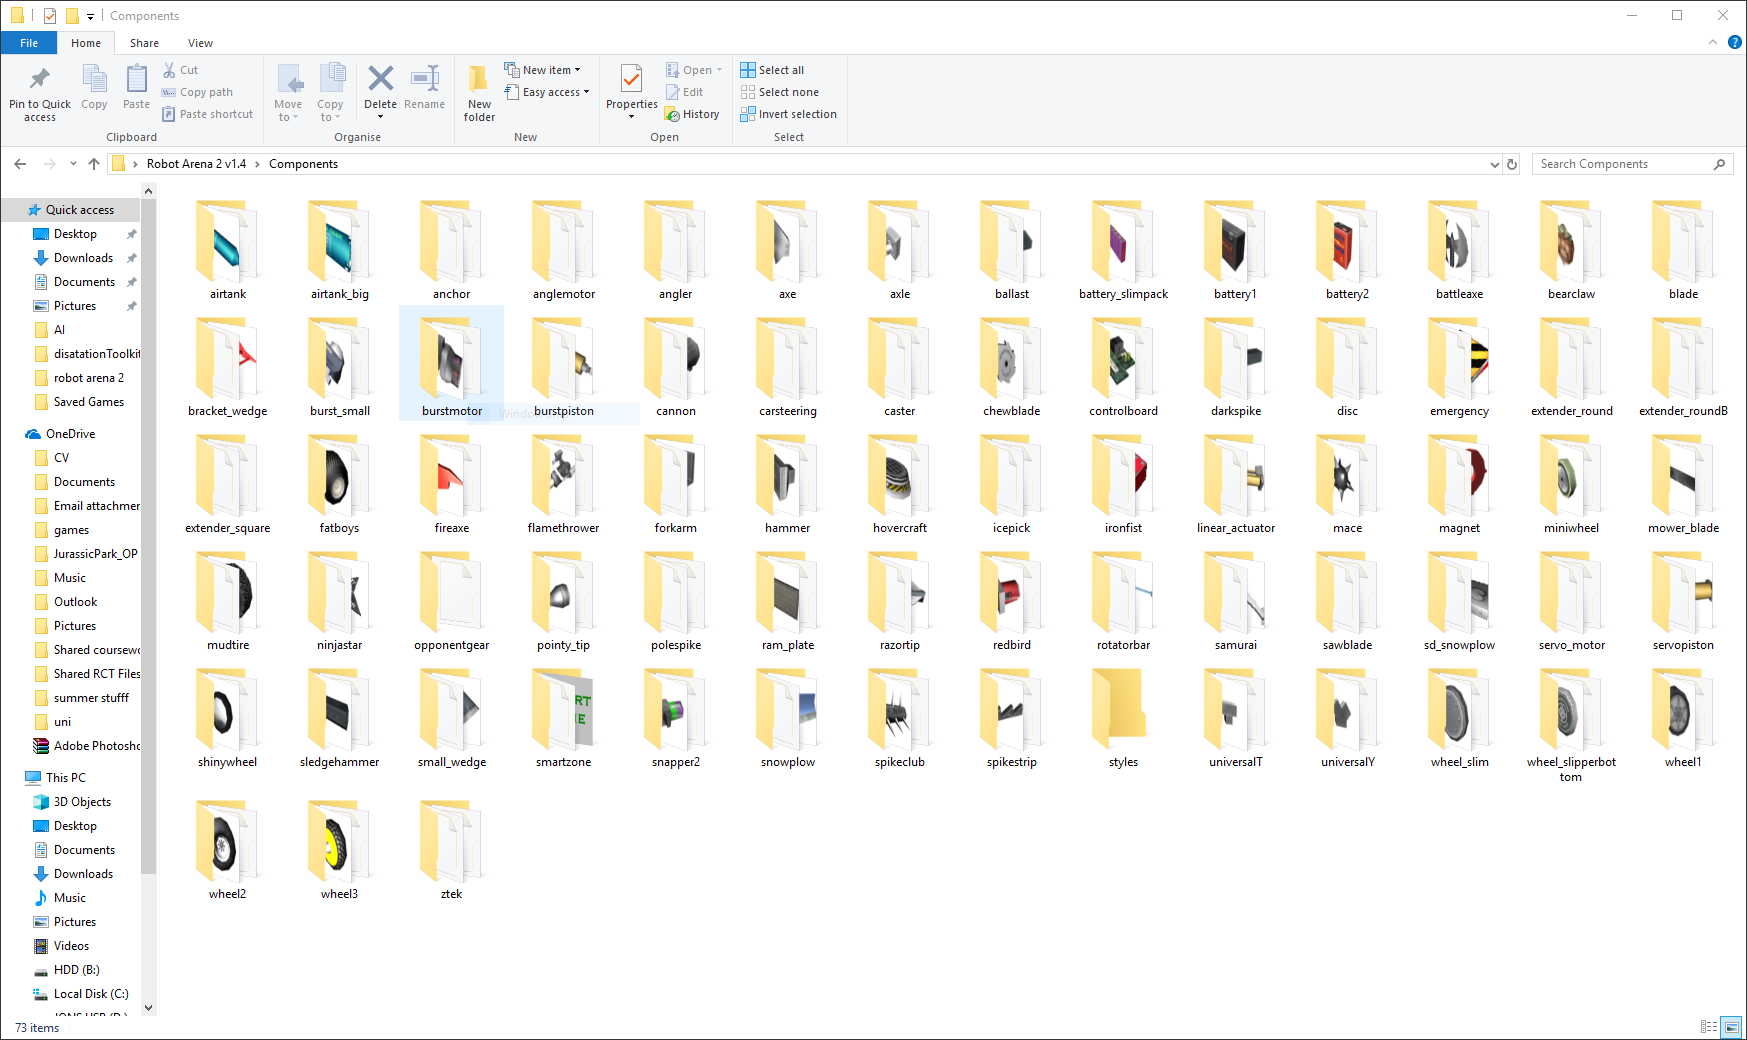 Components
File Home Share View
Pin to Quick access
Copy
Paste
Cut
Copy path
Paste shortcut
Clipboard
Move to
Copy to
Delete
Rename
Organise
New folder
New item
Easy access
New
Properties
Open
Edit
History
Open
Select all
Select none
Invert selection
Select
Robot Arena 2 v1.4 > Components
Search Components
Quick access
Desktop
Downloads
Documents
Pictures
AI
disatationToolkit
robot arena 2
Saved Games
OneDrive
CV
Documents
Email attachmer
games
JurassicPark_OP
Music
Outlook
Pictures
Shared coursewo
Shared RCT Files
summer stufff
uni
Adobe Photosho
This PC
3D Objects
Desktop
Documents
Downloads
Music
Pictures
Videos
HDD (B:)
Local Disk (C:)
airtank airtank_big anchor anglemotor angler axe axle ballast battery_slimpack battery1 battery2 battleaxe bearclaw blade
bracket_wedge burst_small burstmotor burstpiston cannon carsteering caster chewblade controlboard darkspike disc emergency extender_round extender_roundB
extender_square fatboys fireaxe flamethrower forkarm hammer hovercraft icepick ironfist linear_actuator mace magnet miniwheel mower_blade
mudtire ninjastar opponentgear pointy_tip polespike ram_plate razortip redbird rotatorbar samurai sawblade sd_snowplow servo_motor servopiston
shinywheel sledgehammer small_wedge smartzone snapper2 snowplow spikeclub spikestrip styles universalT universalY wheel_slim wheel_slipperbottom wheel1
wheel2 wheel3 ztek
73 items